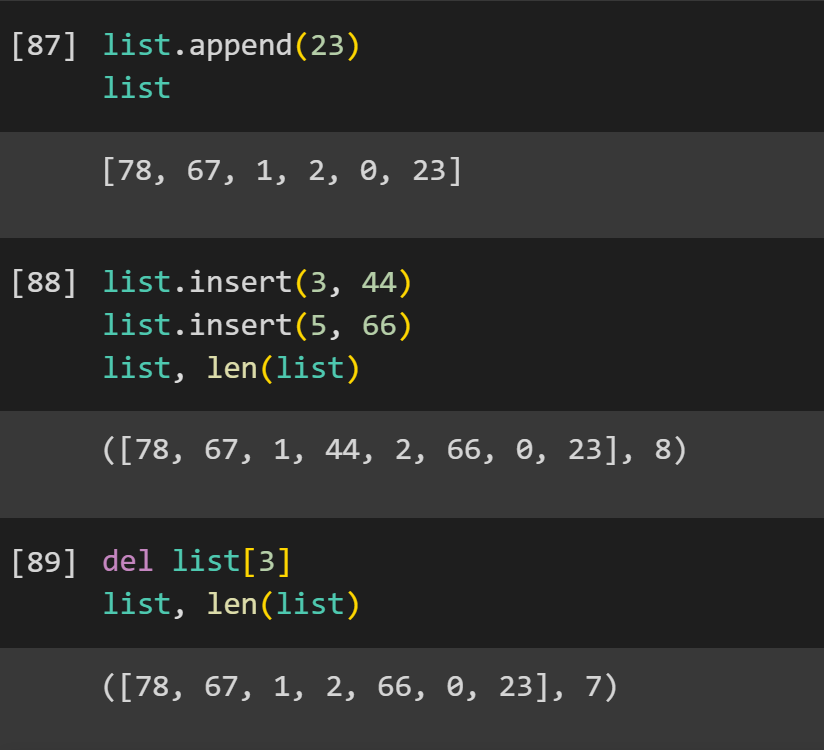 [87] list.append(23)
list
[78, 67, 1, 2, 0, 23]
[88] list.insert(3, 44)
list.insert(5, 66)
list, len(list)
([78, 67, 1, 44, 2, 66, 0, 23], 8)
[89] del list[3]
list, len(list)
([78, 67, 1, 2, 66, 0, 23], 7)